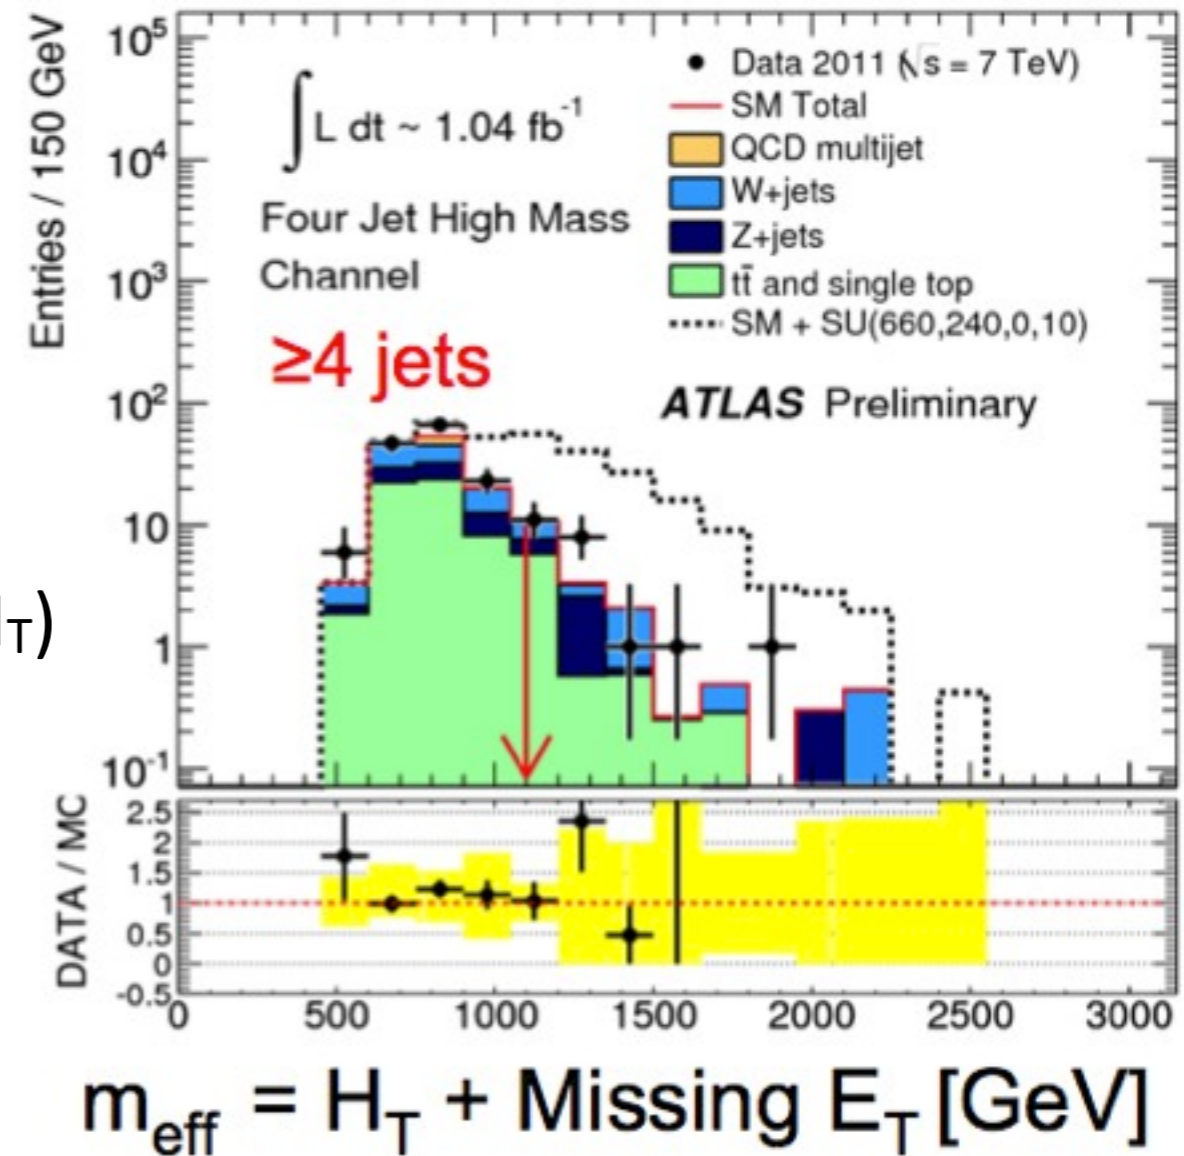 Entries / 150 GeV
10⁵
10⁴
10³
10²
10
1
10⁻¹
∫L dt ~ 1.04 fb⁻¹
Four Jet High Mass
Channel
≥4 jets
Data 2011 (√s = 7 TeV)
SM Total
QCD multijet
W+jets
Z+jets
tt̄ and single top
SM + SU(660,240,0,10)
ATLAS Preliminary
T)
DATA / MC
2.5
2
1.5
1
0.5
0
-0.5
0 500 1000 1500 2000 2500 3000
m_eff = H_T + Missing E_T [GeV]